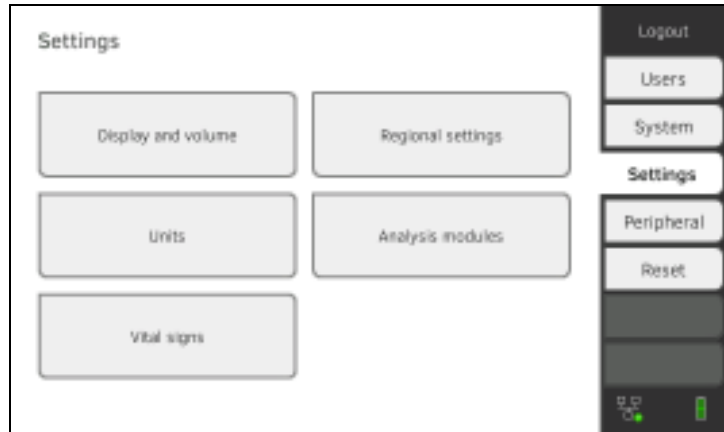 Settings
Display and volume
Regional settings
Units
Analysis modules
Vital signs
Logout
Users
System
Settings
Peripheral
Reset